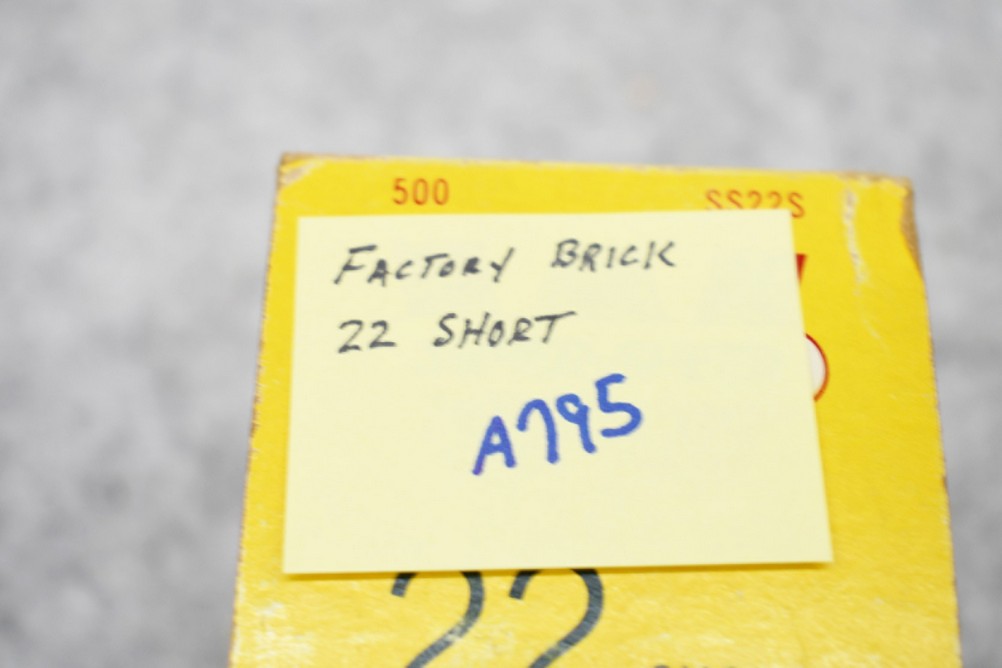 500 SS22S
FACTORY BRICK
22 SHORT
A795
22